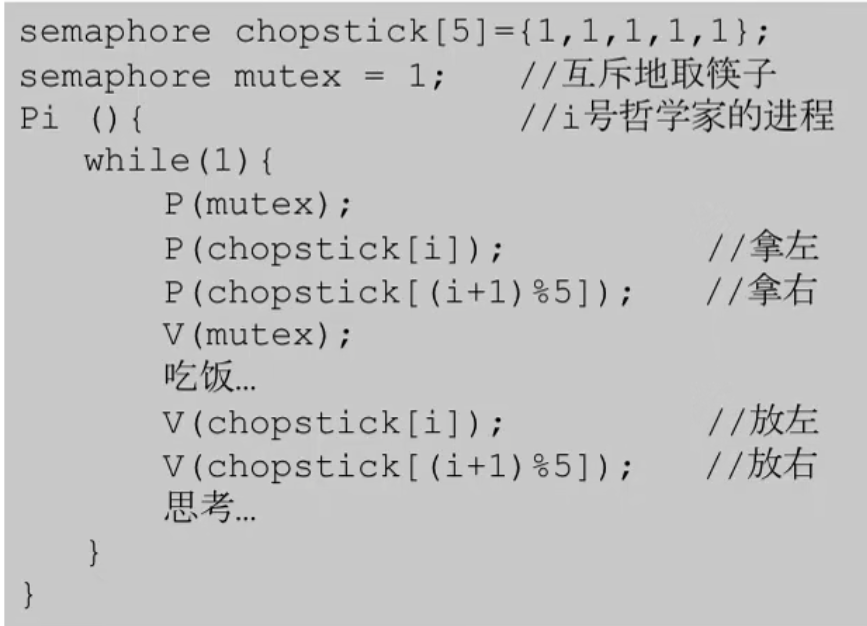 semaphore chopstick[5]={1,1,1,1,1};
semaphore mutex = 1;    //互斥地取筷子
Pi (){                  //i号哲学家的进程
    while(1){
        P(mutex);
        P(chopstick[i]);          //拿左
        P(chopstick[(i+1)%5]);    //拿右
        V(mutex);
        吃饭…
        V(chopstick[i]);          //放左
        V(chopstick[(i+1)%5]);    //放右
        思考…
    }
}